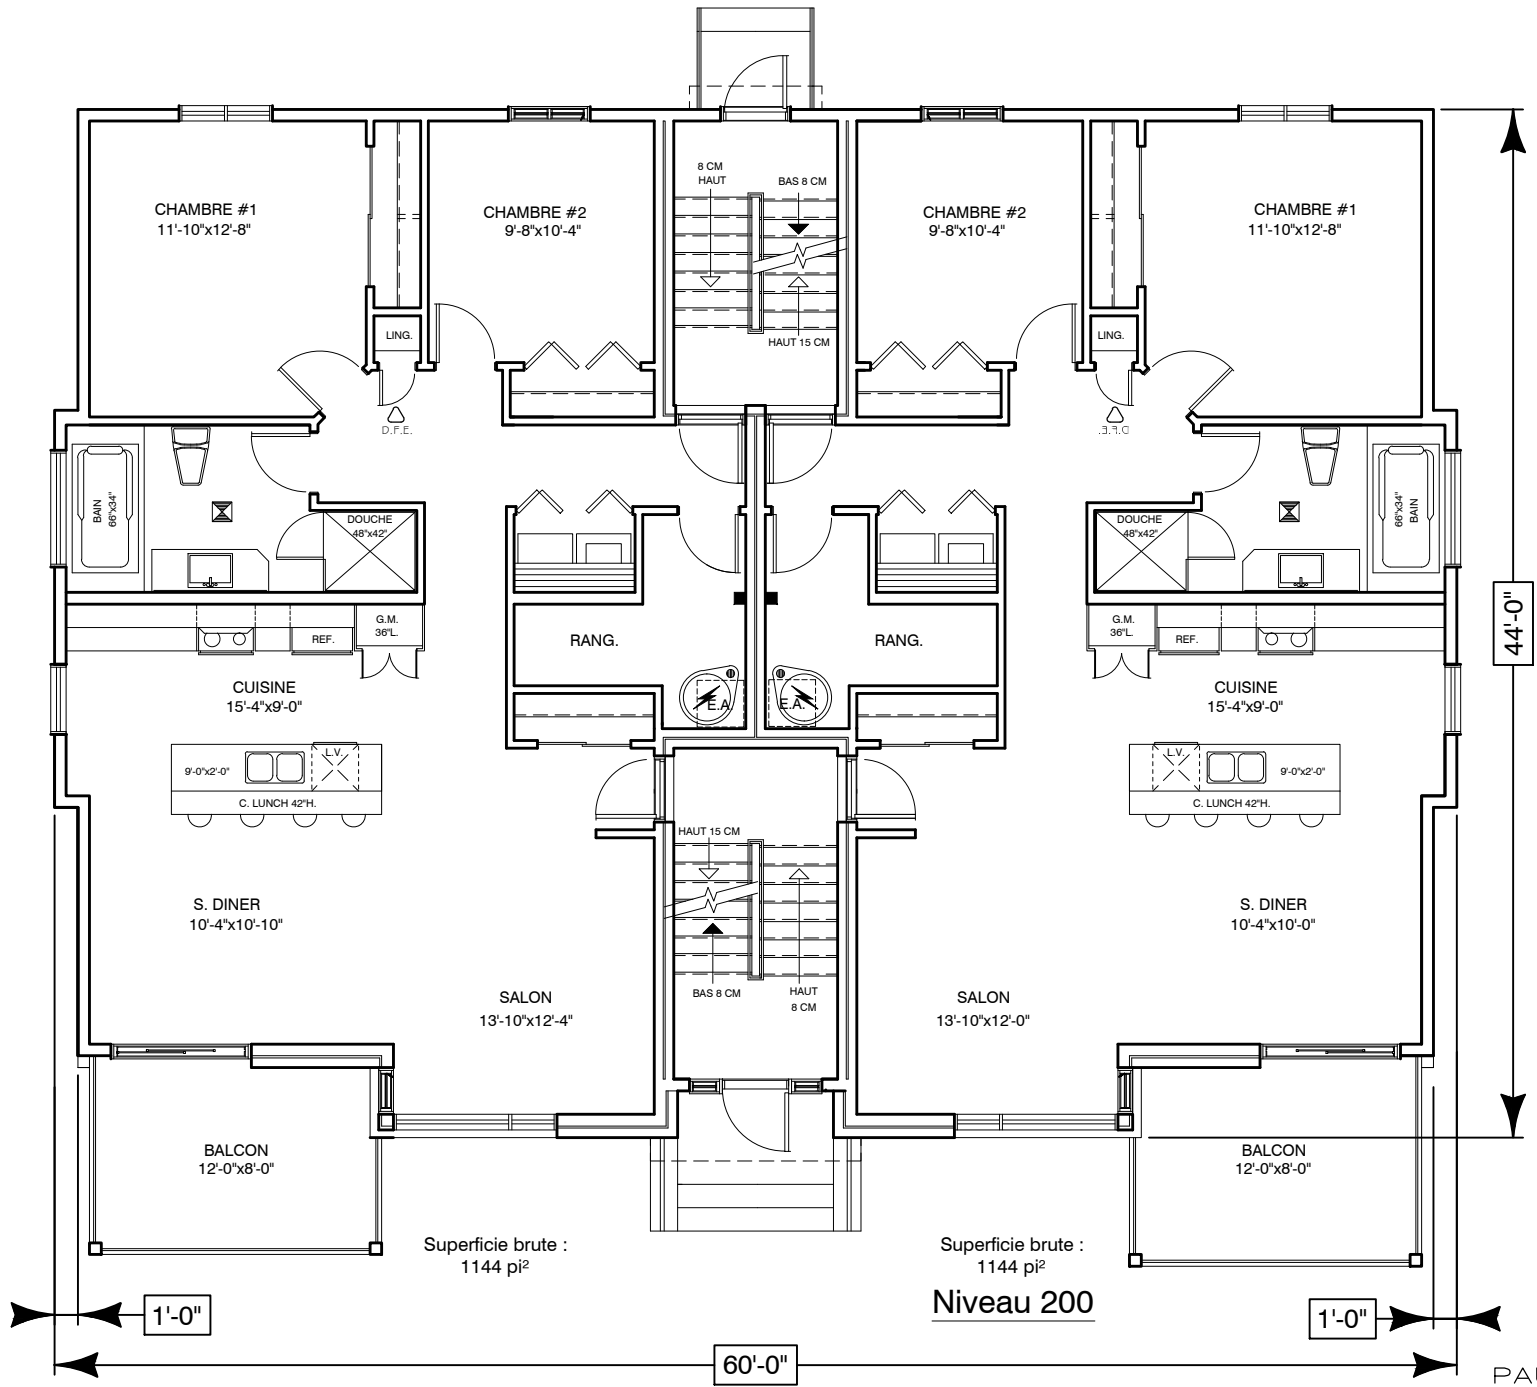 8 CM
HAUT
BAS 8 CM
HAUT 15 CM
CHAMBRE #1
11'-10"x12'-8"
CHAMBRE #2
9'-8"x10'-4"
CHAMBRE #2
9'-8"x10'-4"
CHAMBRE #1
11'-10"x12'-8"
LING.
LING.
D.F.E.
D.F.E.
BAIN
66"x34"
DOUCHE
48"x42"
DOUCHE
48"x42"
66"x34"
BAIN
G.M.
36"L.
REF.
RANG.
RANG.
G.M.
36"L.
REF.
44'-0"
E.A.
E.A.
CUISINE
15'-4"x9'-0"
CUISINE
15'-4"x9'-0"
L.V.
9'-0"x2'-0"
C. LUNCH 42"H.
L.V.
9'-0"x2'-0"
C. LUNCH 42"H.
HAUT 15 CM
BAS 8 CM
HAUT
8 CM
S. DINER
10'-4"x10'-10"
S. DINER
10'-4"x10'-0"
SALON
13'-10"x12'-4"
SALON
13'-10"x12'-0"
BALCON
12'-0"x8'-0"
BALCON
12'-0"x8'-0"
Superficie brute :
1144 pi²
Superficie brute :
1144 pi²
Niveau 200
1'-0"
1'-0"
60'-0"